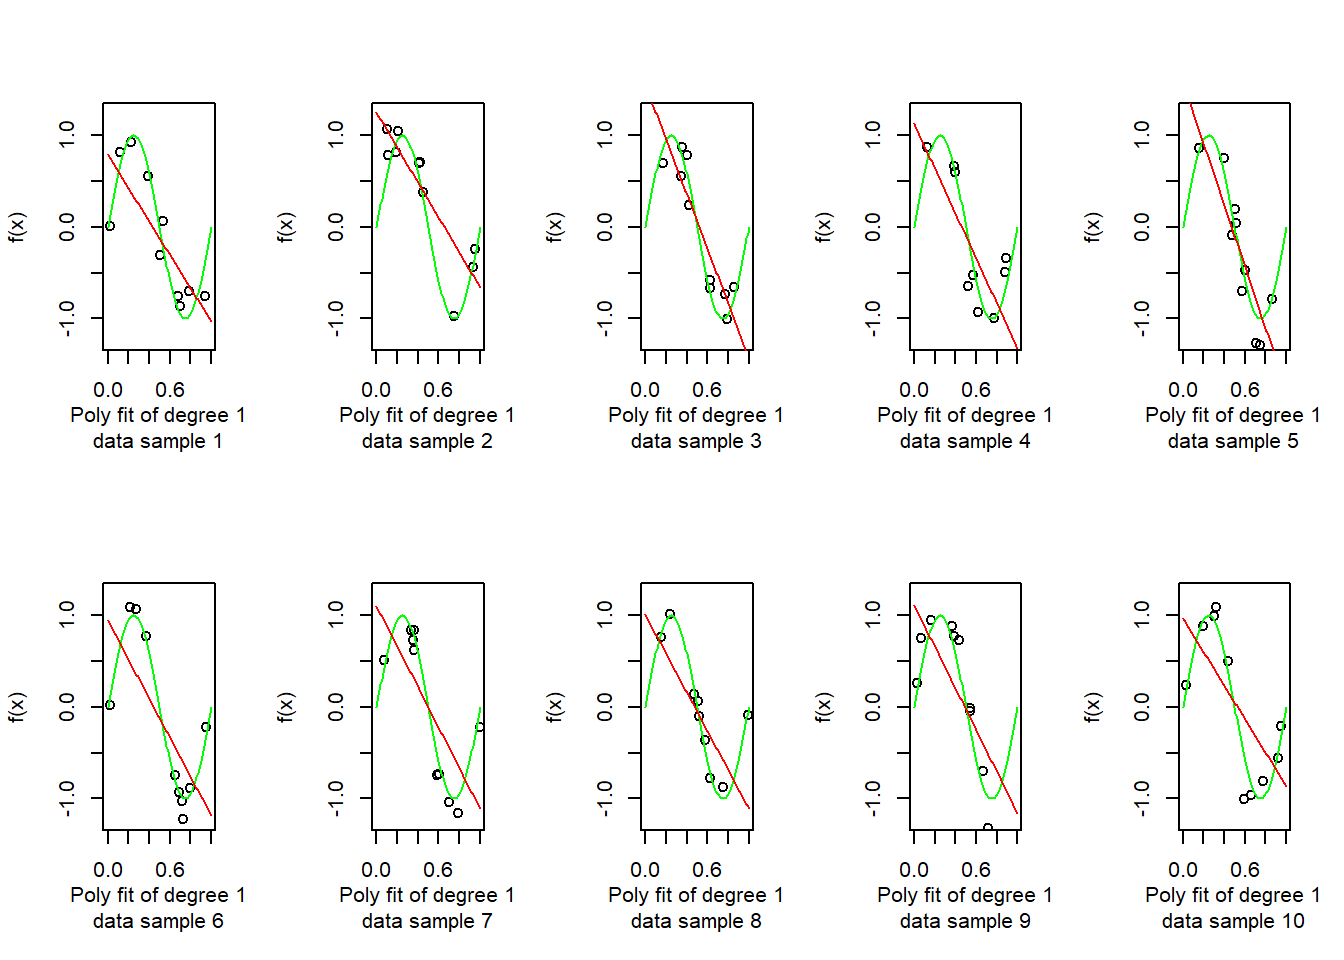 f(x)
-1.0 0.0 1.0
0.0 0.6
Poly fit of degree 1
data sample 1
f(x)
-1.0 0.0 1.0
0.0 0.6
Poly fit of degree 1
data sample 2
f(x)
-1.0 0.0 1.0
0.0 0.6
Poly fit of degree 1
data sample 3
f(x)
-1.0 0.0 1.0
0.0 0.6
Poly fit of degree 1
data sample 4
f(x)
-1.0 0.0 1.0
0.0 0.6
Poly fit of degree 1
data sample 5
f(x)
-1.0 0.0 1.0
0.0 0.6
Poly fit of degree 1
data sample 6
f(x)
-1.0 0.0 1.0
0.0 0.6
Poly fit of degree 1
data sample 7
f(x)
-1.0 0.0 1.0
0.0 0.6
Poly fit of degree 1
data sample 8
f(x)
-1.0 0.0 1.0
0.0 0.6
Poly fit of degree 1
data sample 9
f(x)
-1.0 0.0 1.0
0.0 0.6
Poly fit of degree 1
data sample 10